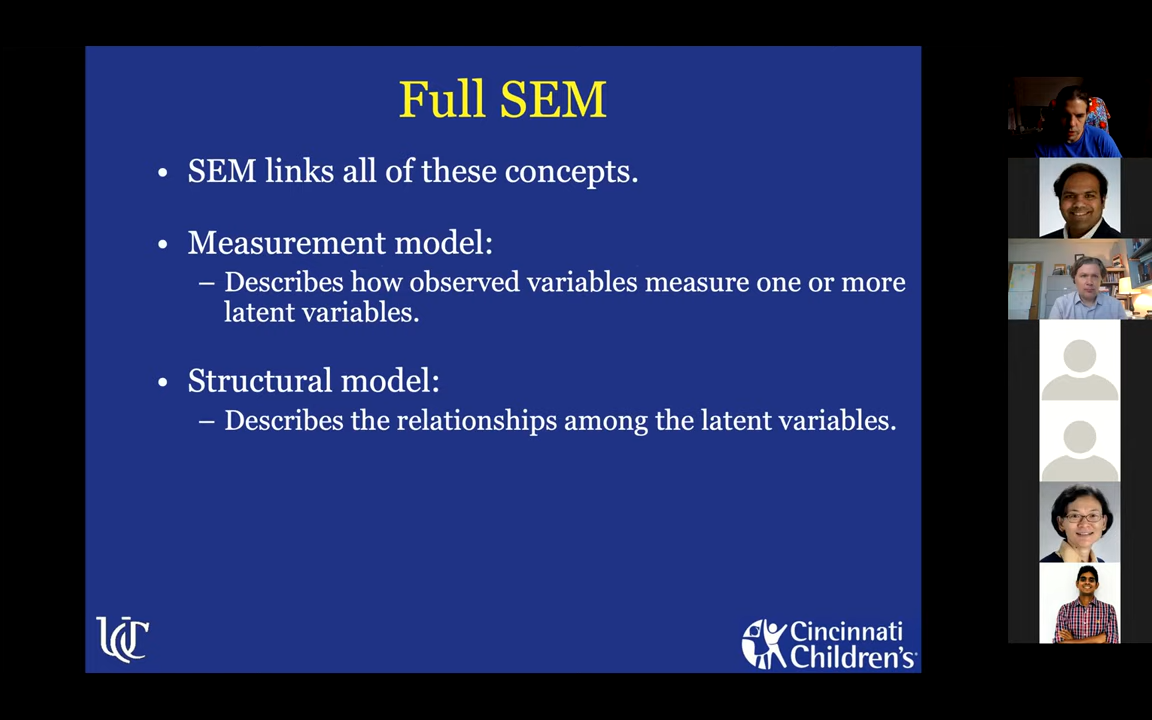 Full SEM
• SEM links all of these concepts.
• Measurement model:
– Describes how observed variables measure one or more
latent variables.
• Structural model:
– Describes the relationships among the latent variables.
UC
Cincinnati
Children's